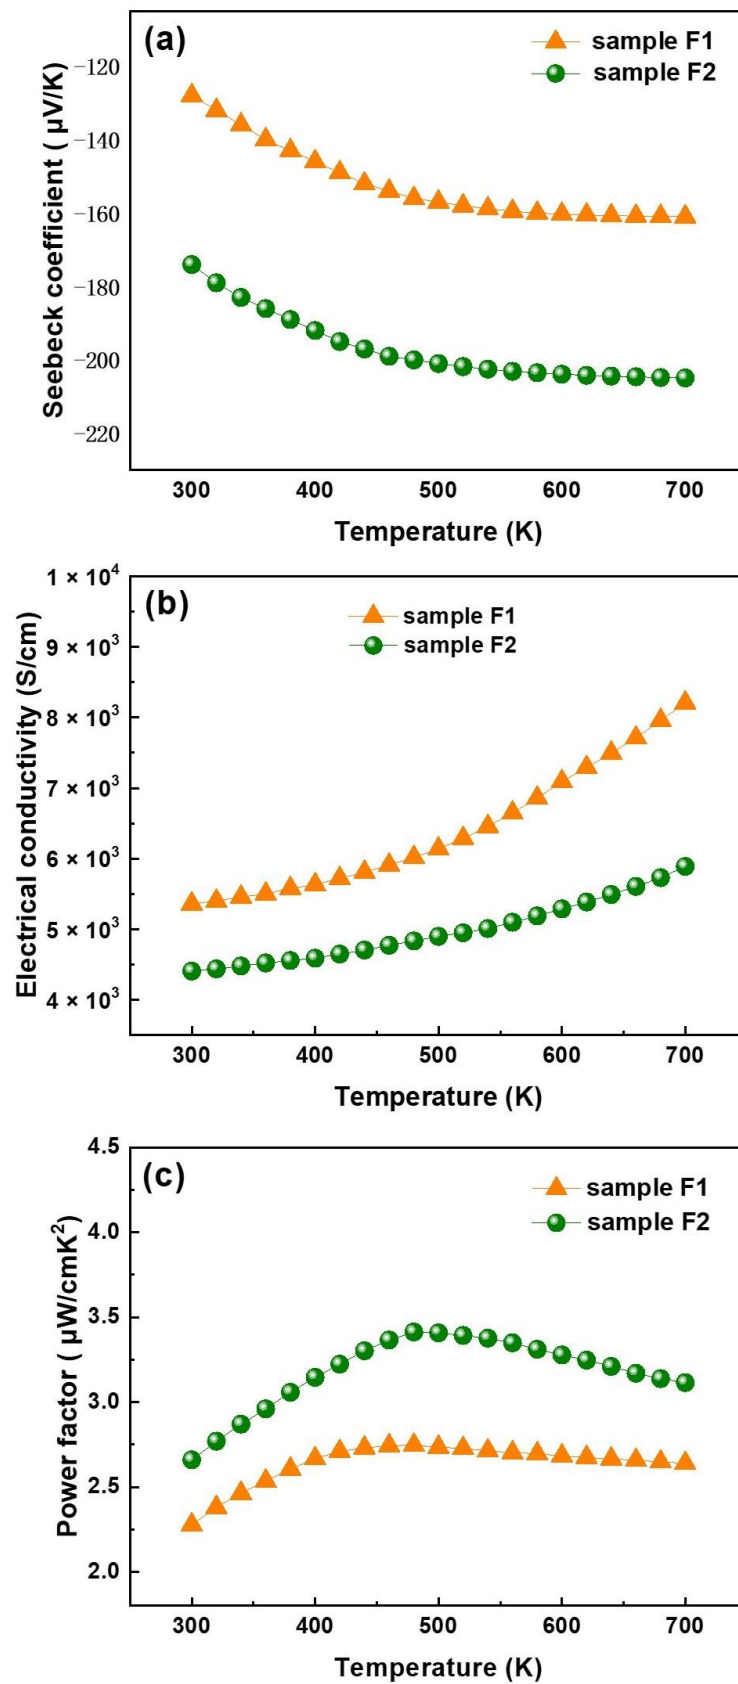 (a)
sample F1
sample F2
Seebeck coefficient ( μV/K)
−120
−140
−160
−180
−200
−220
300 400 500 600 700
Temperature (K)
(b)
sample F1
sample F2
Electrical conductivity (S/cm)
1 × 10⁴
9 × 10³
8 × 10³
7 × 10³
6 × 10³
5 × 10³
4 × 10³
300 400 500 600 700
Temperature (K)
(c)
sample F1
sample F2
Power factor ( μW/cmK²)
4.5
4.0
3.5
3.0
2.5
2.0
300 400 500 600 700
Temperature (K)